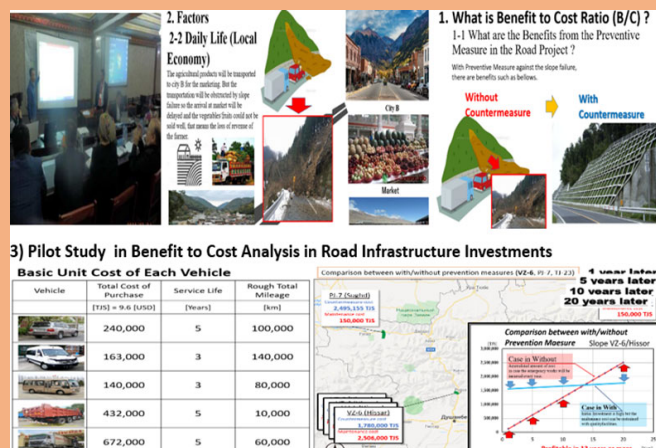 2. Factors
2-2 Daily Life (Local
Economy)
The agricultural products will be transported
to city B for the marketing. But the
transportation will be obstructed by slope
failure so the arrival at market will be
delayed and the vegetables fruits could not be
sold well, that means the loss of revenue of
the farmer.
City B
Market
1. What is Benefit to Cost Ratio (B/C) ?
1-1 What are the Benefits from the Preventive
Measure in the Road Project ?
With Preventive Measure against the slope failure,
there are benefits such as bellows.
Without
Countermeasure
With
Countermeasure
3) Pilot Study in Benefit to Cost Analysis in Road Infrastructure Investments
Basic Unit Cost of Each Vehicle
Vehicle
Total Cost of
Purchase
Service Life
Rough Total
Mileage
[TJS] = 9.6 [USD]
[Years]
[km]
240,000 5 100,000
163,000 3 140,000
140,000 3 80,000
432,000 5 10,000
672,000 5 60,000
Comparison between with/without prevention measures (VZ-6, PJ-7, TJ-23)
1 year later
5 years later
10 years later
20 years later
150,000 TJS
PJ-7 (Sughd)
2,495,155 TJS
150,000 TJS
VZ-6 (Hissar)
1,780,000 TJS
2,506,000 TJS
Comparison between with/without
Prevention Maesure Slope VZ-6/Hissor
Case in Without
Case in With